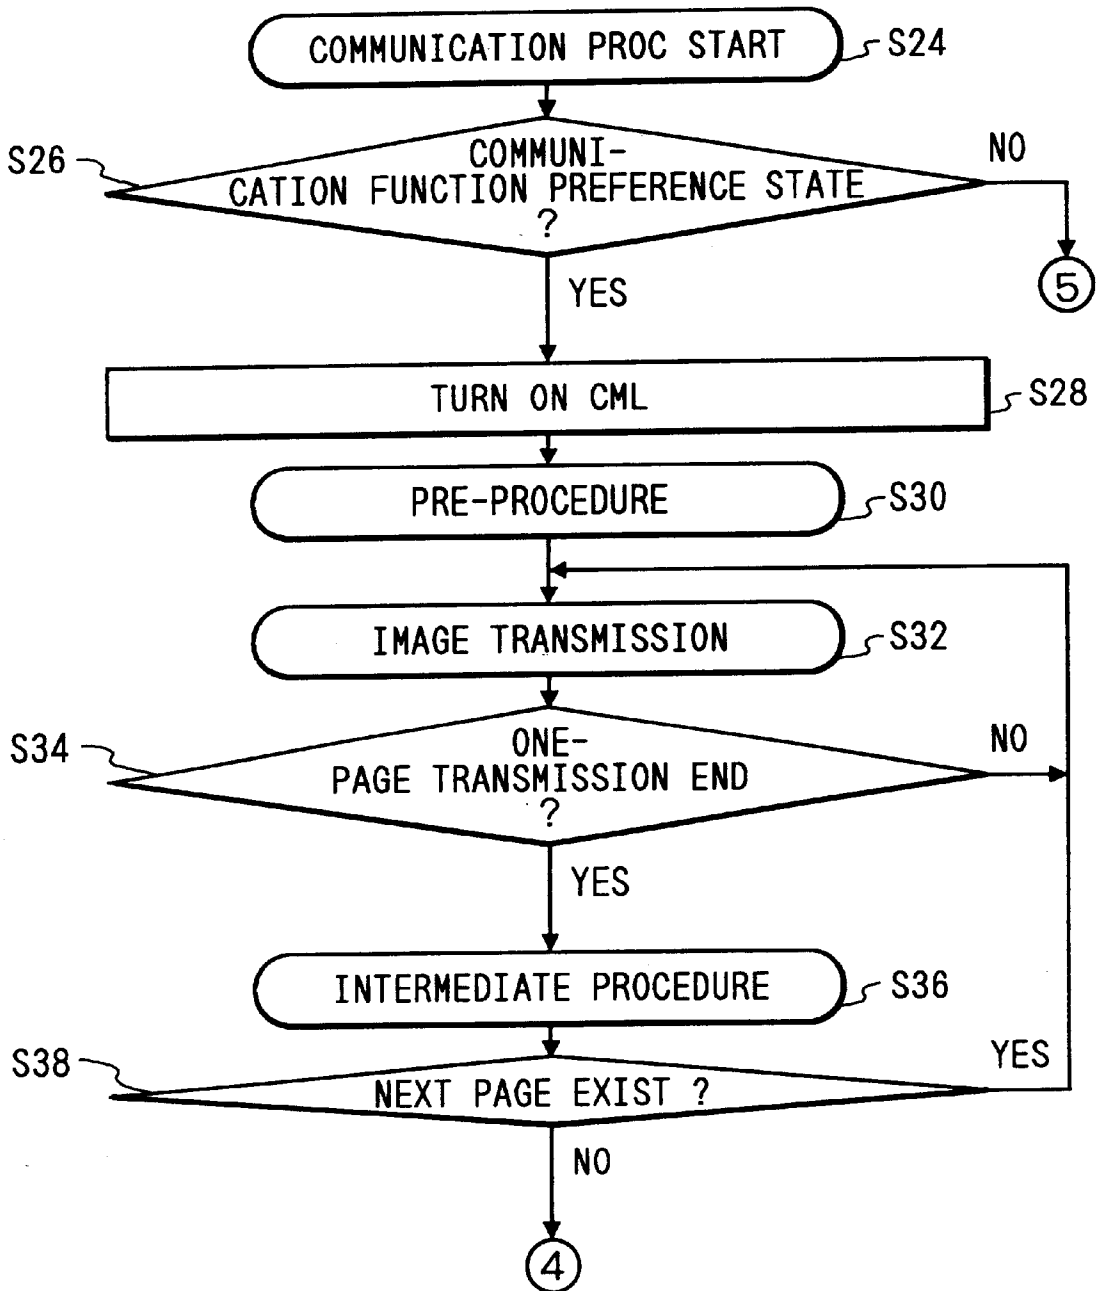 COMMUNICATION PROC START
S24
S26
COMMUNI-
CATION FUNCTION PREFERENCE STATE
?
NO
5
YES
TURN ON CML
S28
PRE-PROCEDURE
S30
IMAGE TRANSMISSION
S32
S34
ONE-
PAGE TRANSMISSION END
?
NO
YES
INTERMEDIATE PROCEDURE
S36
S38
NEXT PAGE EXIST ?
YES
NO
4